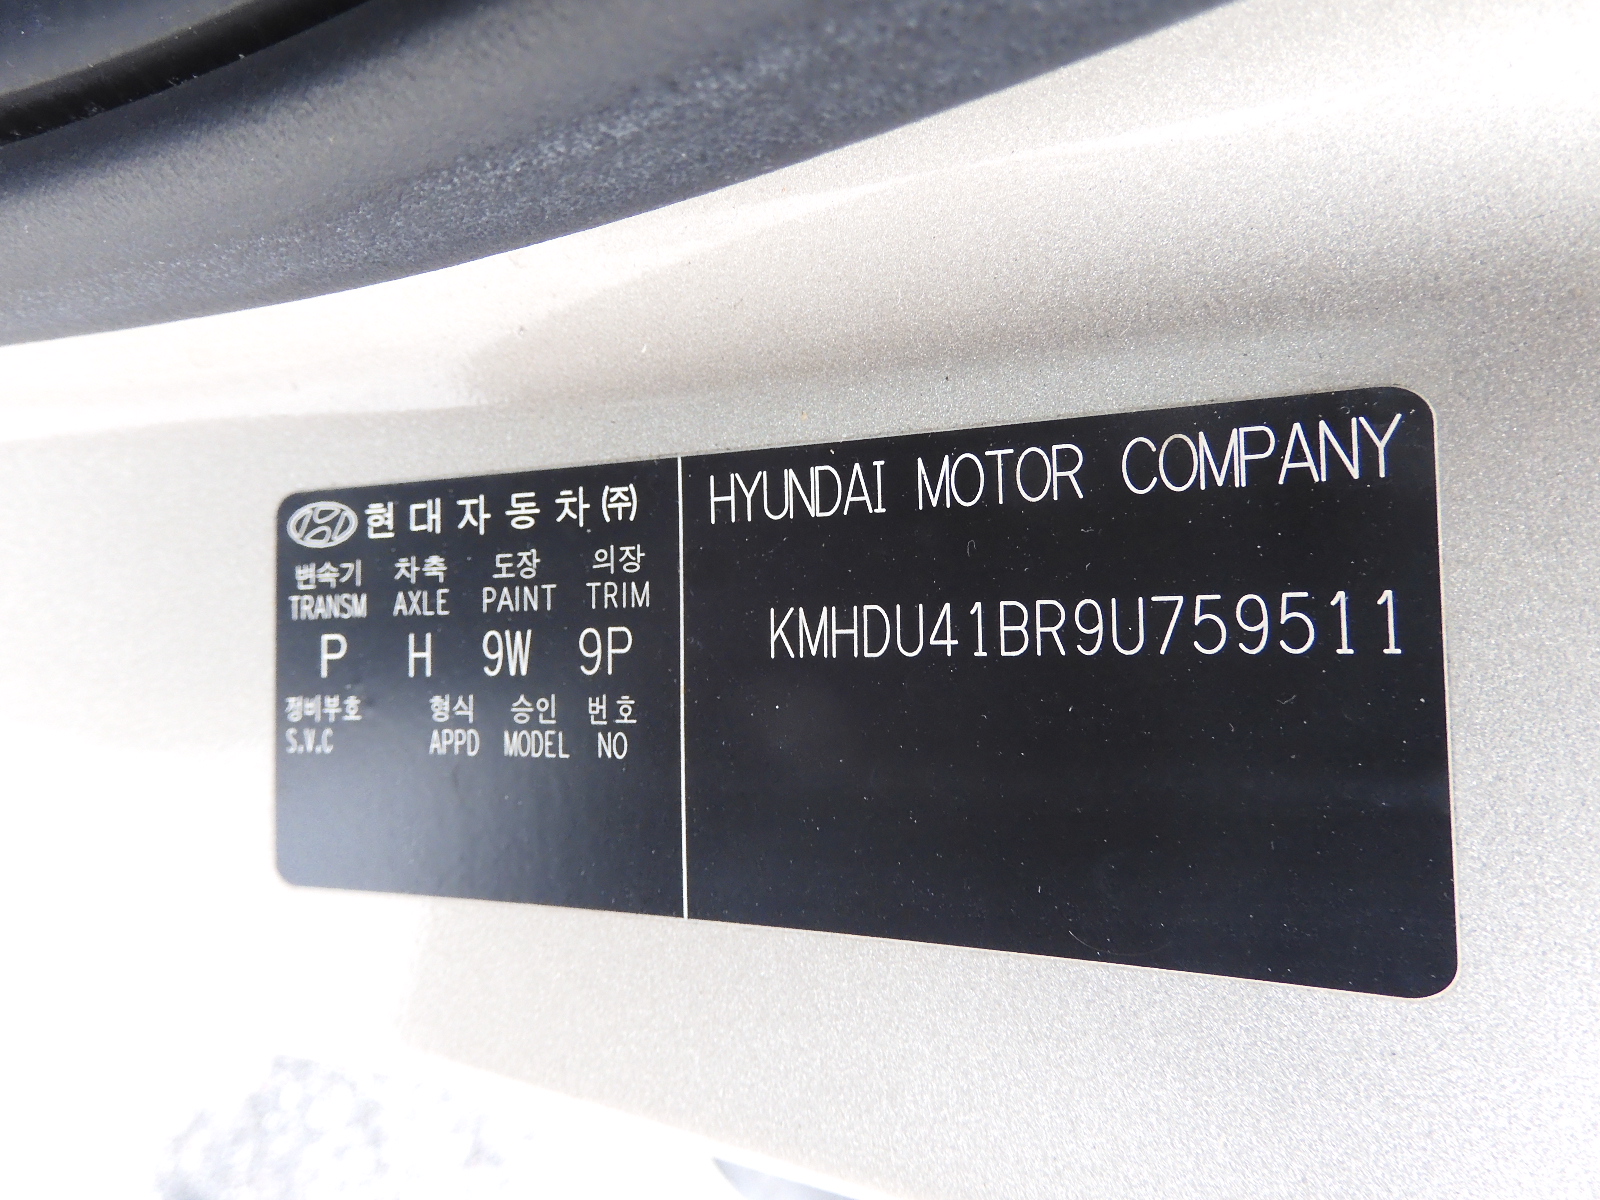 현대자동차㈜
변속기 차축 도장 의장
TRANSM AXLE PAINT TRIM
P H 9W 9P
정비부호 형식 승인 번호
S.V.C APPD MODEL NO
HYUNDAI MOTOR COMPANY
KMHDU41BR9U759511